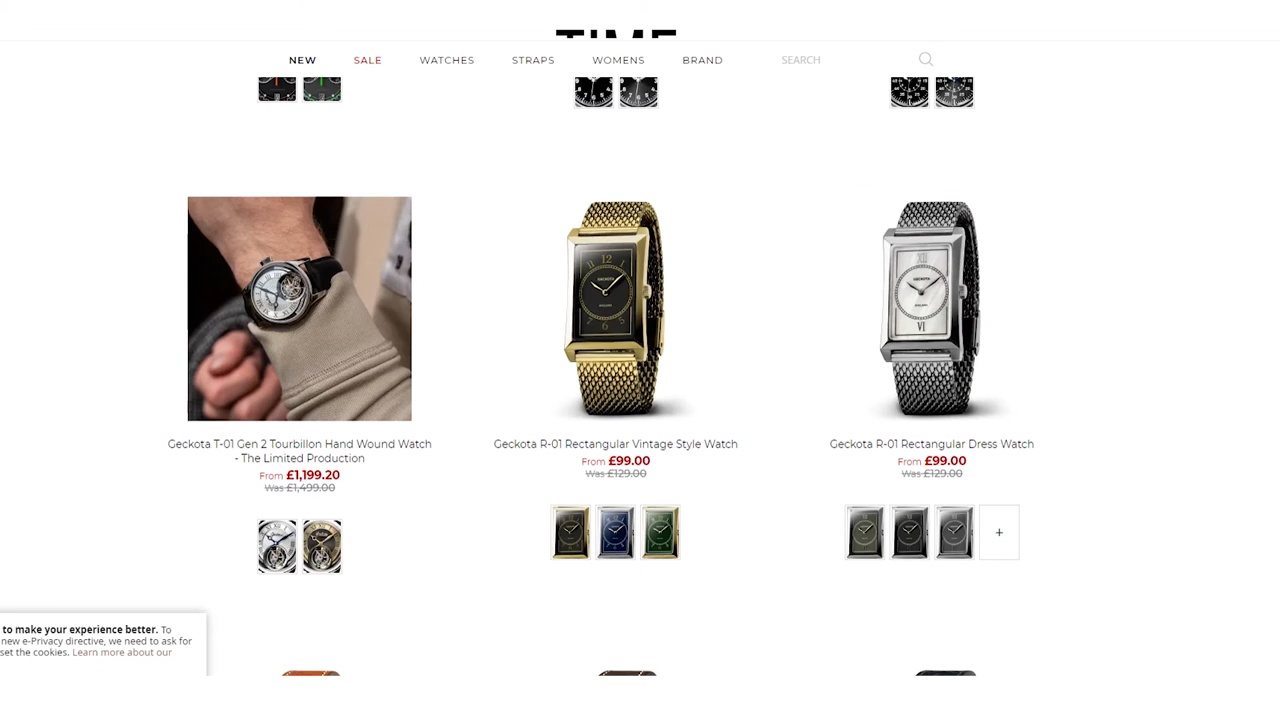 TIME
NEW SALE WATCHES STRAPS WOMENS BRAND SEARCH
Geckota T-01 Gen 2 Tourbillon Hand Wound Watch
- The Limited Production
From £1,199.20
Was £1,499.00
GECKOTA
Geckota R-01 Rectangular Vintage Style Watch
From £99.00
Was £129.00
GECKOTA
Geckota R-01 Rectangular Dress Watch
From £99.00
Was £129.00
+
to make your experience better. To
new e-Privacy directive, we need to ask for
set the cookies. Learn more about our